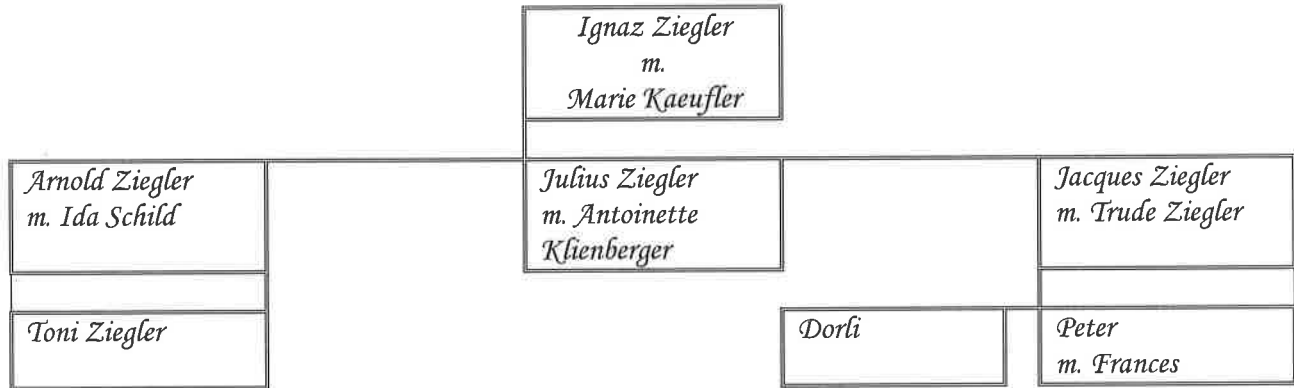 Ignaz Ziegler
m.
Marie Kaeufler
Arnold Ziegler
m. Ida Schild
Julius Ziegler
m. Antoinette
Klienberger
Jacques Ziegler
m. Trude Ziegler
Toni Ziegler
Dorli
Peter
m. Frances